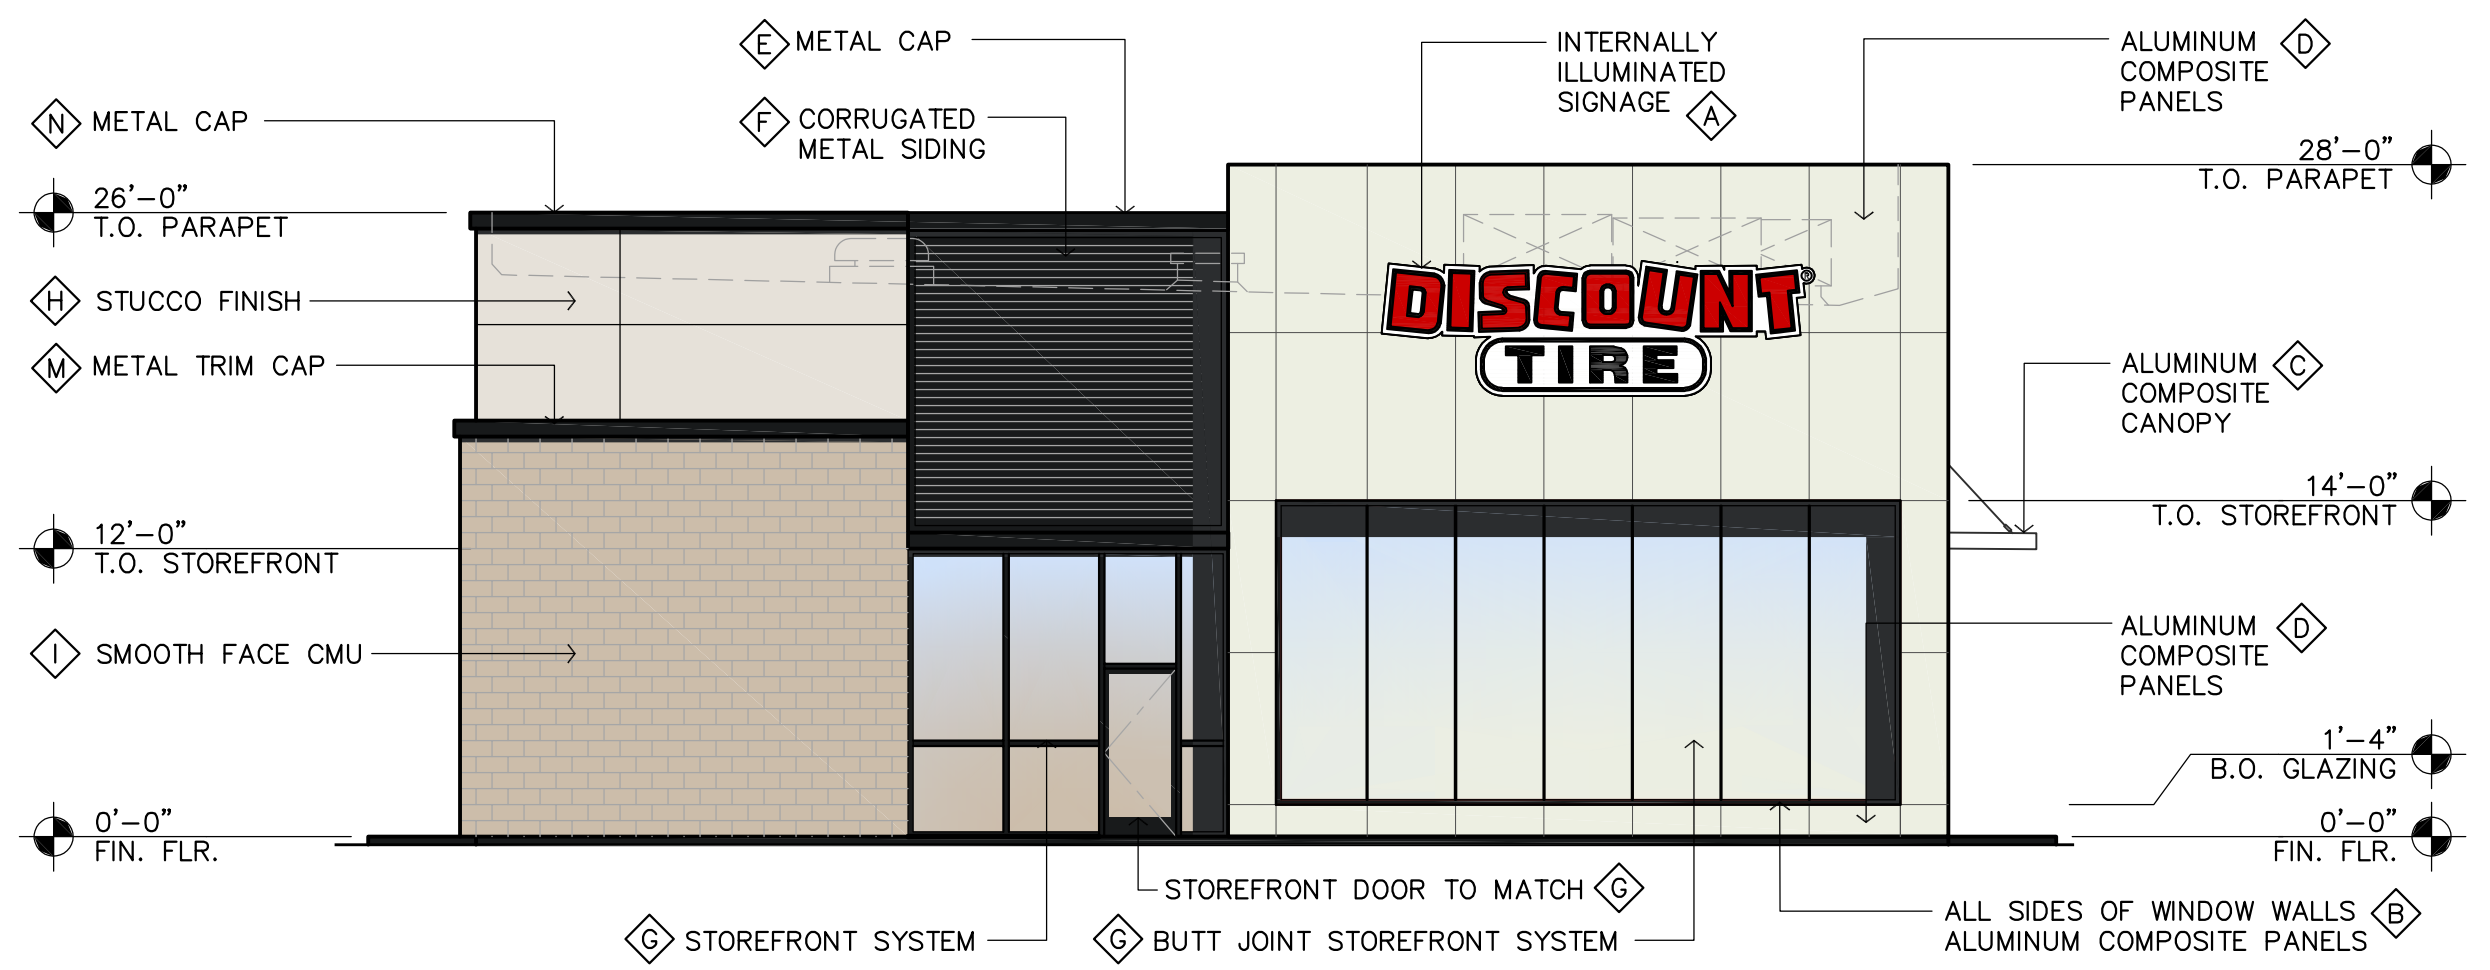 E METAL CAP
INTERNALLY
ILLUMINATED
SIGNAGE A
ALUMINUM D
COMPOSITE
PANELS
N METAL CAP
F CORRUGATED
METAL SIDING
28'-0"
T.O. PARAPET
26'-0"
T.O. PARAPET
H STUCCO FINISH
DISCOUNT®
TIRE
M METAL TRIM CAP
ALUMINUM C
COMPOSITE
CANOPY
14'-0"
T.O. STOREFRONT
12'-0"
T.O. STOREFRONT
I SMOOTH FACE CMU
ALUMINUM D
COMPOSITE
PANELS
1'-4"
B.O. GLAZING
0'-0"
FIN. FLR.
0'-0"
FIN. FLR.
STOREFRONT DOOR TO MATCH G
G STOREFRONT SYSTEM
G BUTT JOINT STOREFRONT SYSTEM
ALL SIDES OF WINDOW WALLS B
ALUMINUM COMPOSITE PANELS